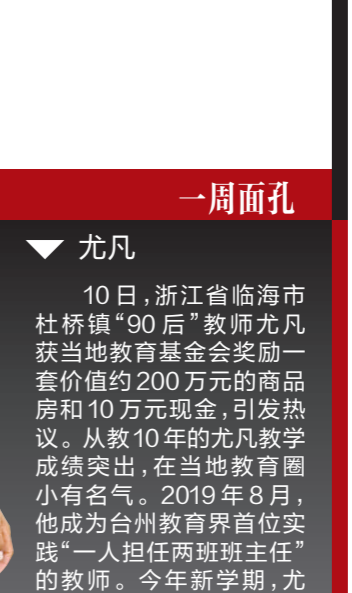 一周面孔
尤凡
10日，浙江省临海市
杜桥镇“90后”教师尤凡
获当地教育基金会奖励一
套价值约200万元的商品
房和10万元现金，引发热
议。从教10年的尤凡教学
成绩突出，在当地教育圈
小有名气。2019年8月，
他成为台州教育界首位实
践“一人担任两班班主任”
的教师。今年新学期，尤